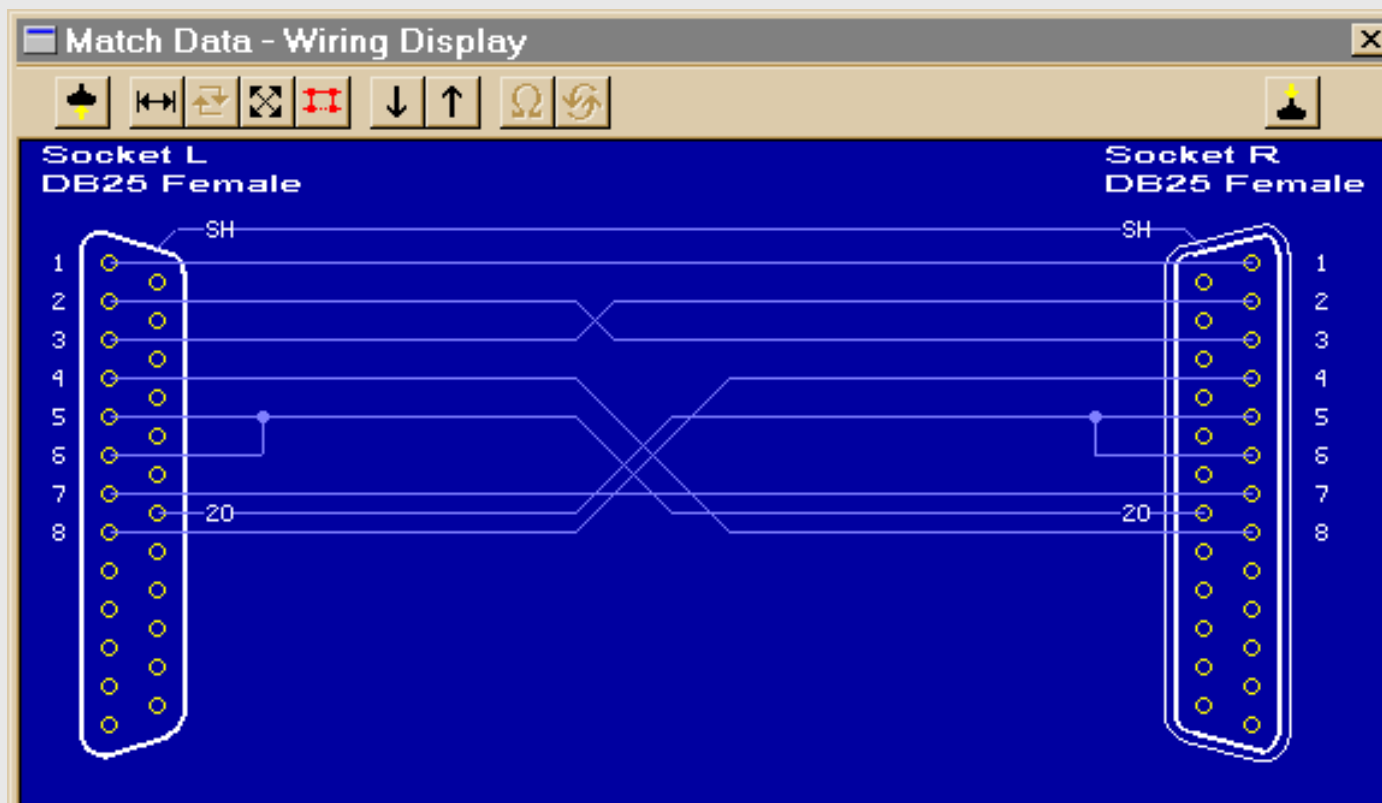 Match Data - Wiring Display
Ω
Socket L
DB25 Female
Socket R
DB25 Female
SH SH
1 1
2 2
3 3
4 4
5 5
6 6
7 7
20 20
8 8